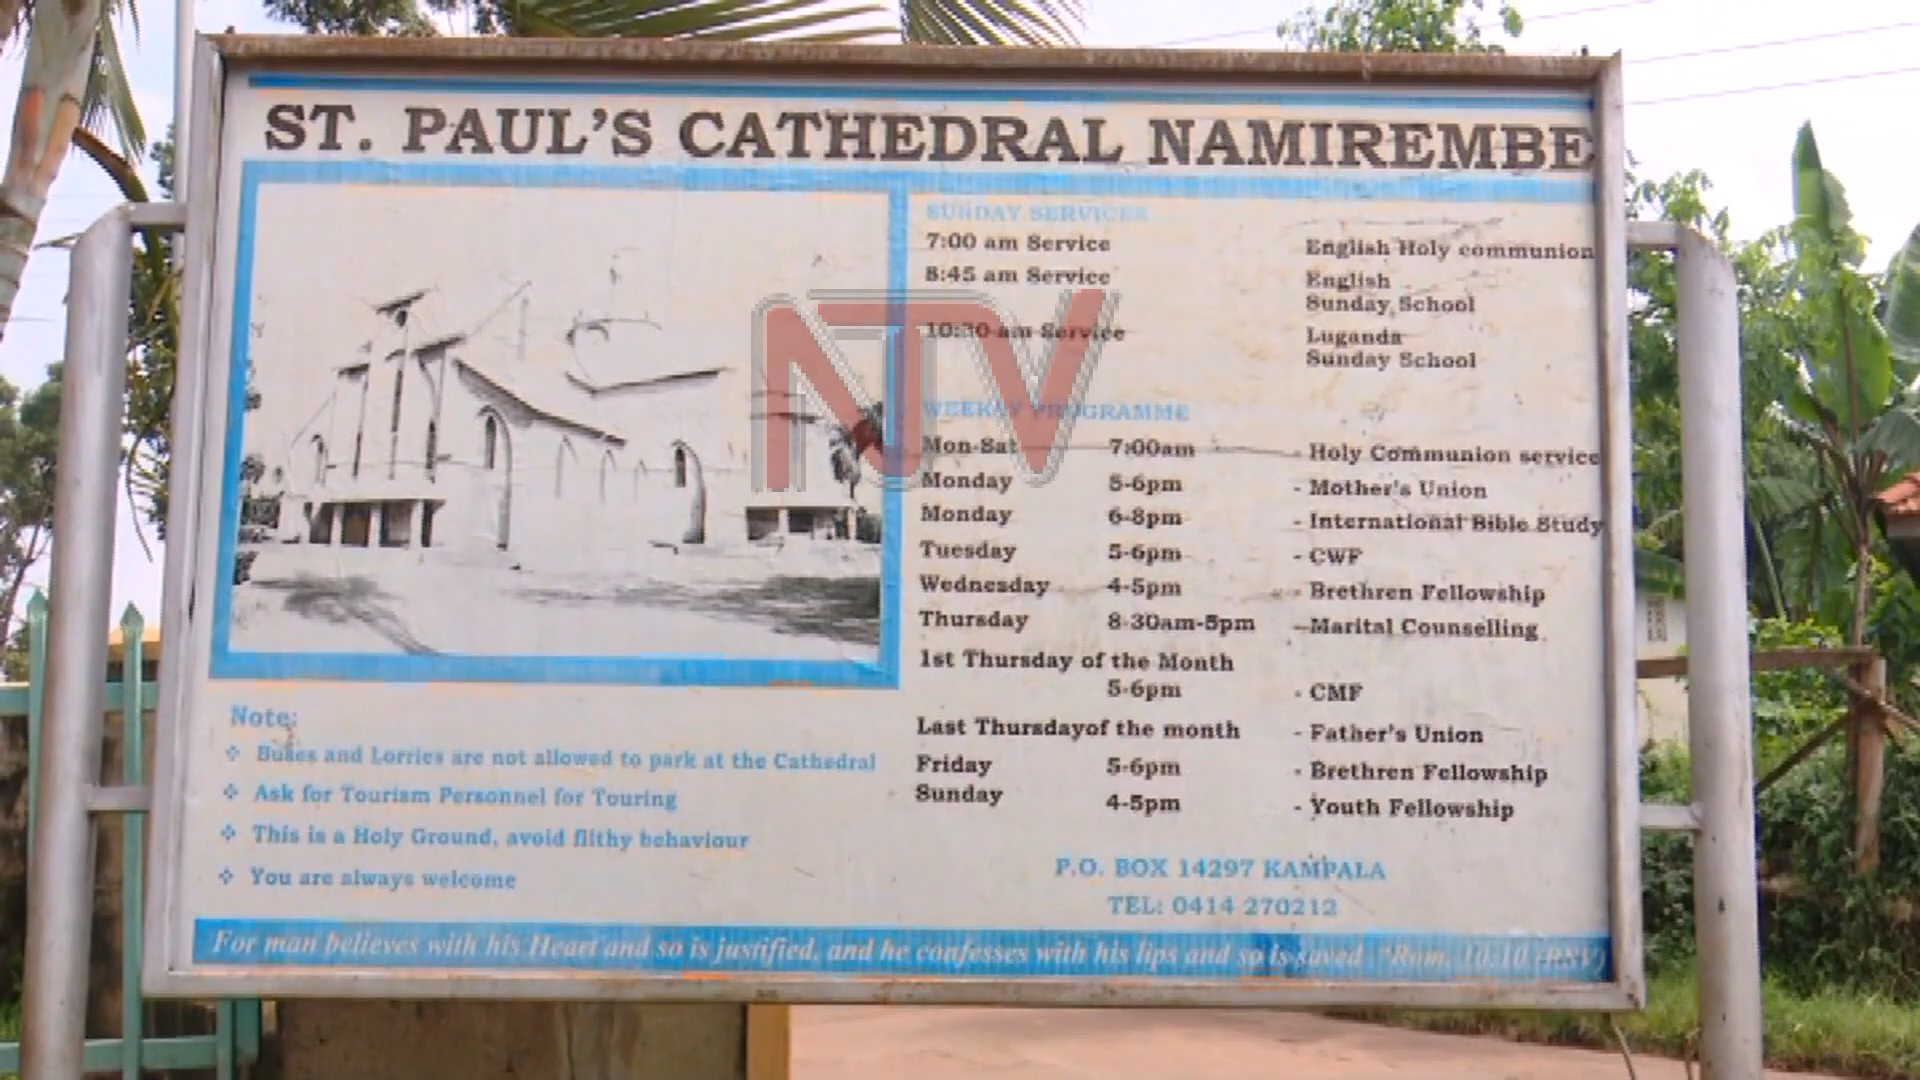 ST. PAUL'S CATHEDRAL NAMIREMBE
SUNDAY SERVICES
7:00 am Service English Holy communion
8:45 am Service English
Sunday School
10:30 am Service Luganda
Sunday School
NTV
WEEKLY PROGRAMME
Mon-Sat 7:00am - Holy Communion service
Monday 5-6pm - Mother's Union
Monday 6-8pm - International Bible Study
Tuesday 5-6pm - CWF
Wednesday 4-5pm - Brethren Fellowship
Thursday 8-30am-5pm - Marital Counselling
1st Thursday of the Month
5-6pm - CMF
Last Thursdayof the month - Father's Union
Friday 5-6pm - Brethren Fellowship
Sunday 4-5pm - Youth Fellowship
P.O. BOX 14297 KAMPALA
TEL: 0414 270212
Note:
❖ Buses and Lorries are not allowed to park at the Cathedral
❖ Ask for Tourism Personnel for Touring
❖ This is a Holy Ground, avoid filthy behaviour
❖ You are always welcome
For man believes with his Heart and so is justified, and he confesses with his lips and so is saved "Rom. 10:10 (RSV)